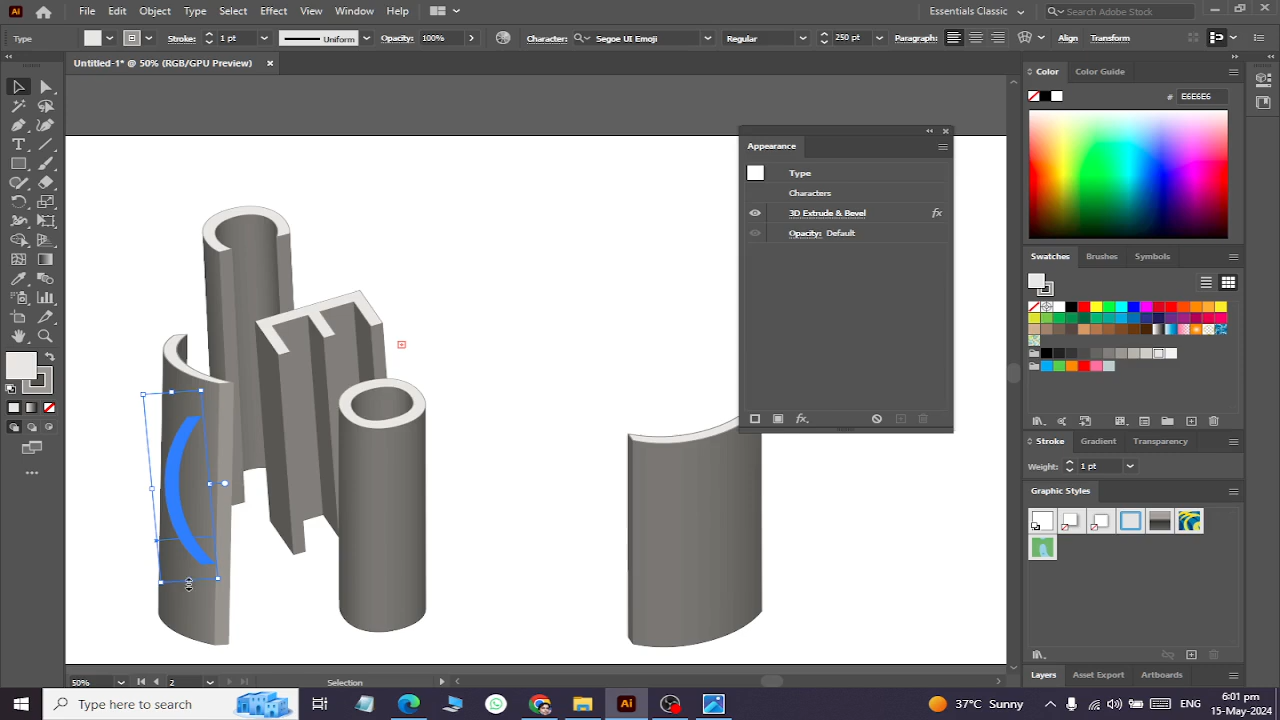 Ai File Edit Object Type Select Effect View Window Help Essentials Classic Search Adobe Stock
Type Stroke: 1 pt Uniform Opacity: 100% Character: Segoe UI Emoji Regular 250 pt Paragraph: Align Transform
Untitled-1* @ 50% (RGB/GPU Preview)
Color Color Guide
# E6E6E6
Appearance
Type
Characters
3D Extrude & Bevel fx
Opacity: Default
fx
Swatches Brushes Symbols
Stroke Gradient Transparency
Weight: 1 pt
Graphic Styles
Layers Asset Export Artboards
50% 2 Selection
Type here to search
Ai
37°C Sunny
6:01 pm
15-May-2024